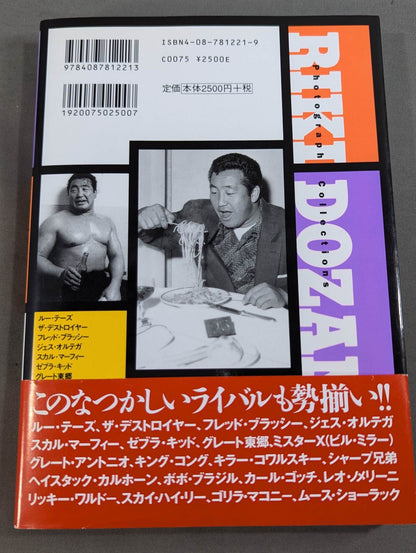 ISBN4-08-781221-9
C0075 ¥2500E
9784087812213
定価 本体2500円+税
1920075025007
RIKI
Photograph
DOZA
Collections
ルー・テーズ
ザ・デストロイヤー
フレッド・ブラッシー
ジェス・オルテガ
スカル・マーフィー
ゼブラ・キッド
グレート東郷
このなつかしいライバルも勢揃い!!
ルー・テーズ、ザ・デストロイヤー、フレッド・ブラッシー、ジェス・オルテガ
スカル・マーフィー、ゼブラ・キッド、グレート東郷、ミスターX(ビル・ミラー)
グレート・アントニオ、キング・コング、キラー・コワルスキー、シャープ兄弟
ヘイスタック・カルホーン、ボボ・ブラジル、カール・ゴッチ、レオ・ノメリーニ
リッキー・ワルドー、スカイ・ハイ・リー、ゴリラ・マコニー、ムース・ショーラック